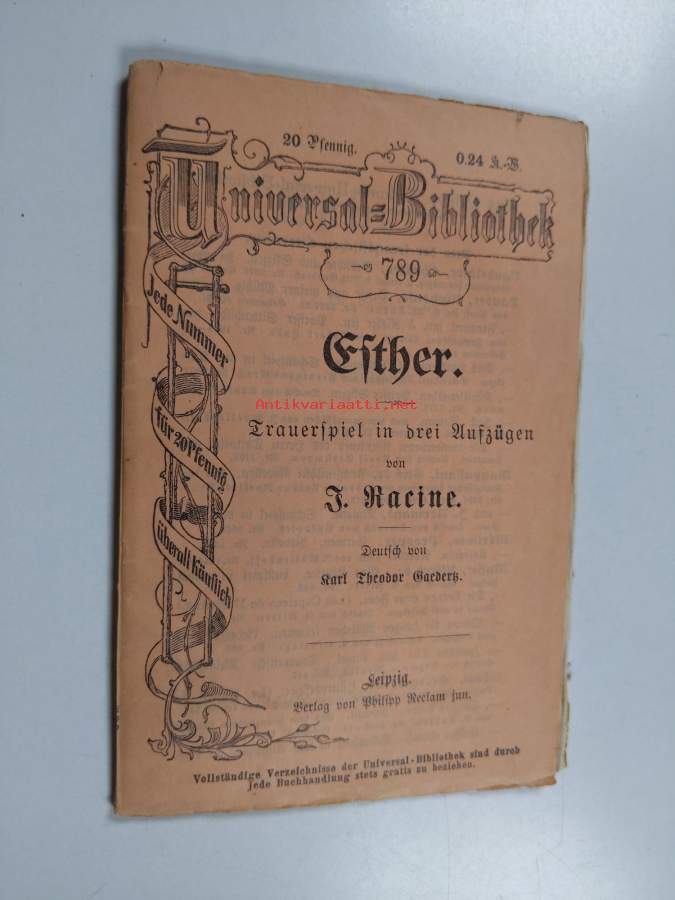 20 Pfennig. 0.24 K.-W.
Universal-Bibliothek
789
Jede Nummer
für 20 Pfennig
überall käuflich
Eſther.
Antikvariaatti.net
Trauerſpiel in drei Aufzügen
von
J. Racine.
Deutſch von
Karl Theodor Gaedertz.
Leipzig.
Verlag von Philipp Reclam jun.
Vollständige Verzeichnisse der Universal-Bibliothek sind durch
jede Buchhandlung stets gratis zu beziehen.